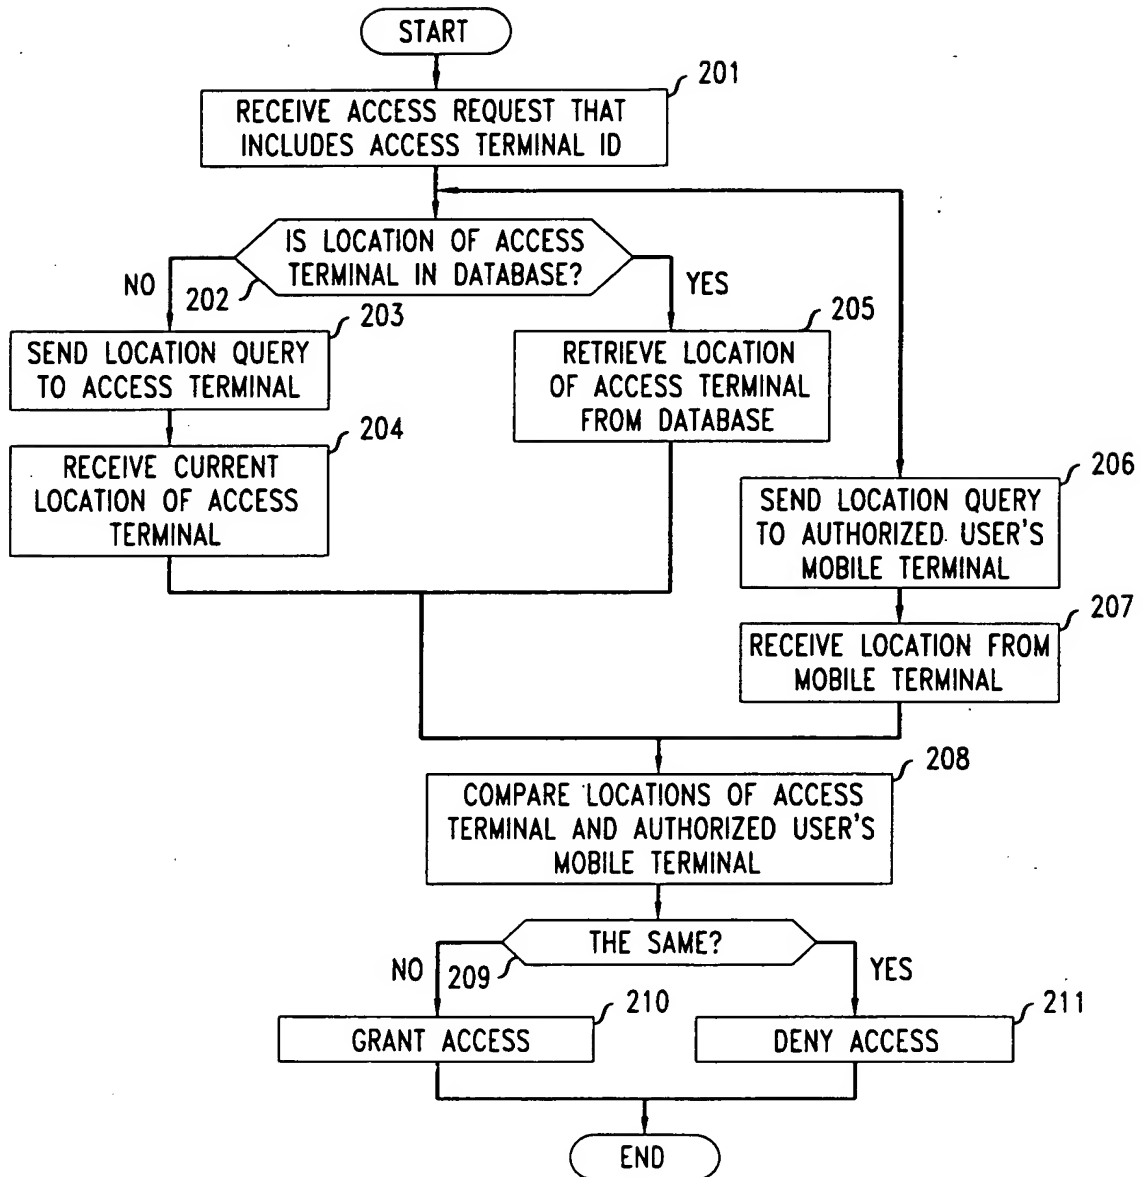 START
201
RECEIVE ACCESS REQUEST THAT
INCLUDES ACCESS TERMINAL ID
IS LOCATION OF ACCESS
TERMINAL IN DATABASE?
NO
202
YES
203
SEND LOCATION QUERY
TO ACCESS TERMINAL
205
RETRIEVE LOCATION
OF ACCESS TERMINAL
FROM DATABASE
204
RECEIVE CURRENT
LOCATION OF ACCESS
TERMINAL
206
SEND LOCATION QUERY
TO AUTHORIZED USER'S
MOBILE TERMINAL
207
RECEIVE LOCATION FROM
MOBILE TERMINAL
208
COMPARE LOCATIONS OF ACCESS
TERMINAL AND AUTHORIZED USER'S
MOBILE TERMINAL
THE SAME?
NO
209
YES
210
GRANT ACCESS
211
DENY ACCESS
END